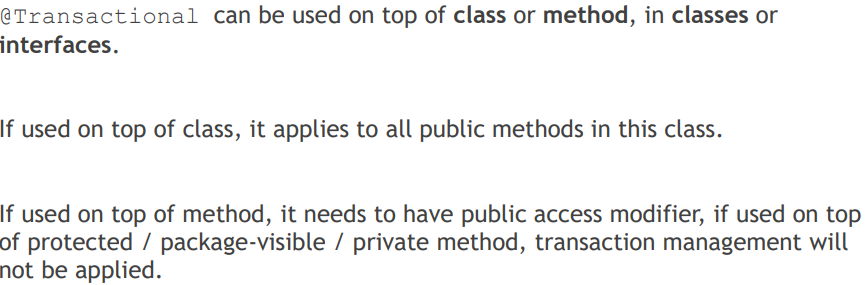 @Transactional can be used on top of class or method, in classes or
interfaces.
If used on top of class, it applies to all public methods in this class.
If used on top of method, it needs to have public access modifier, if used on top
of protected / package-visible / private method, transaction management will
not be applied.